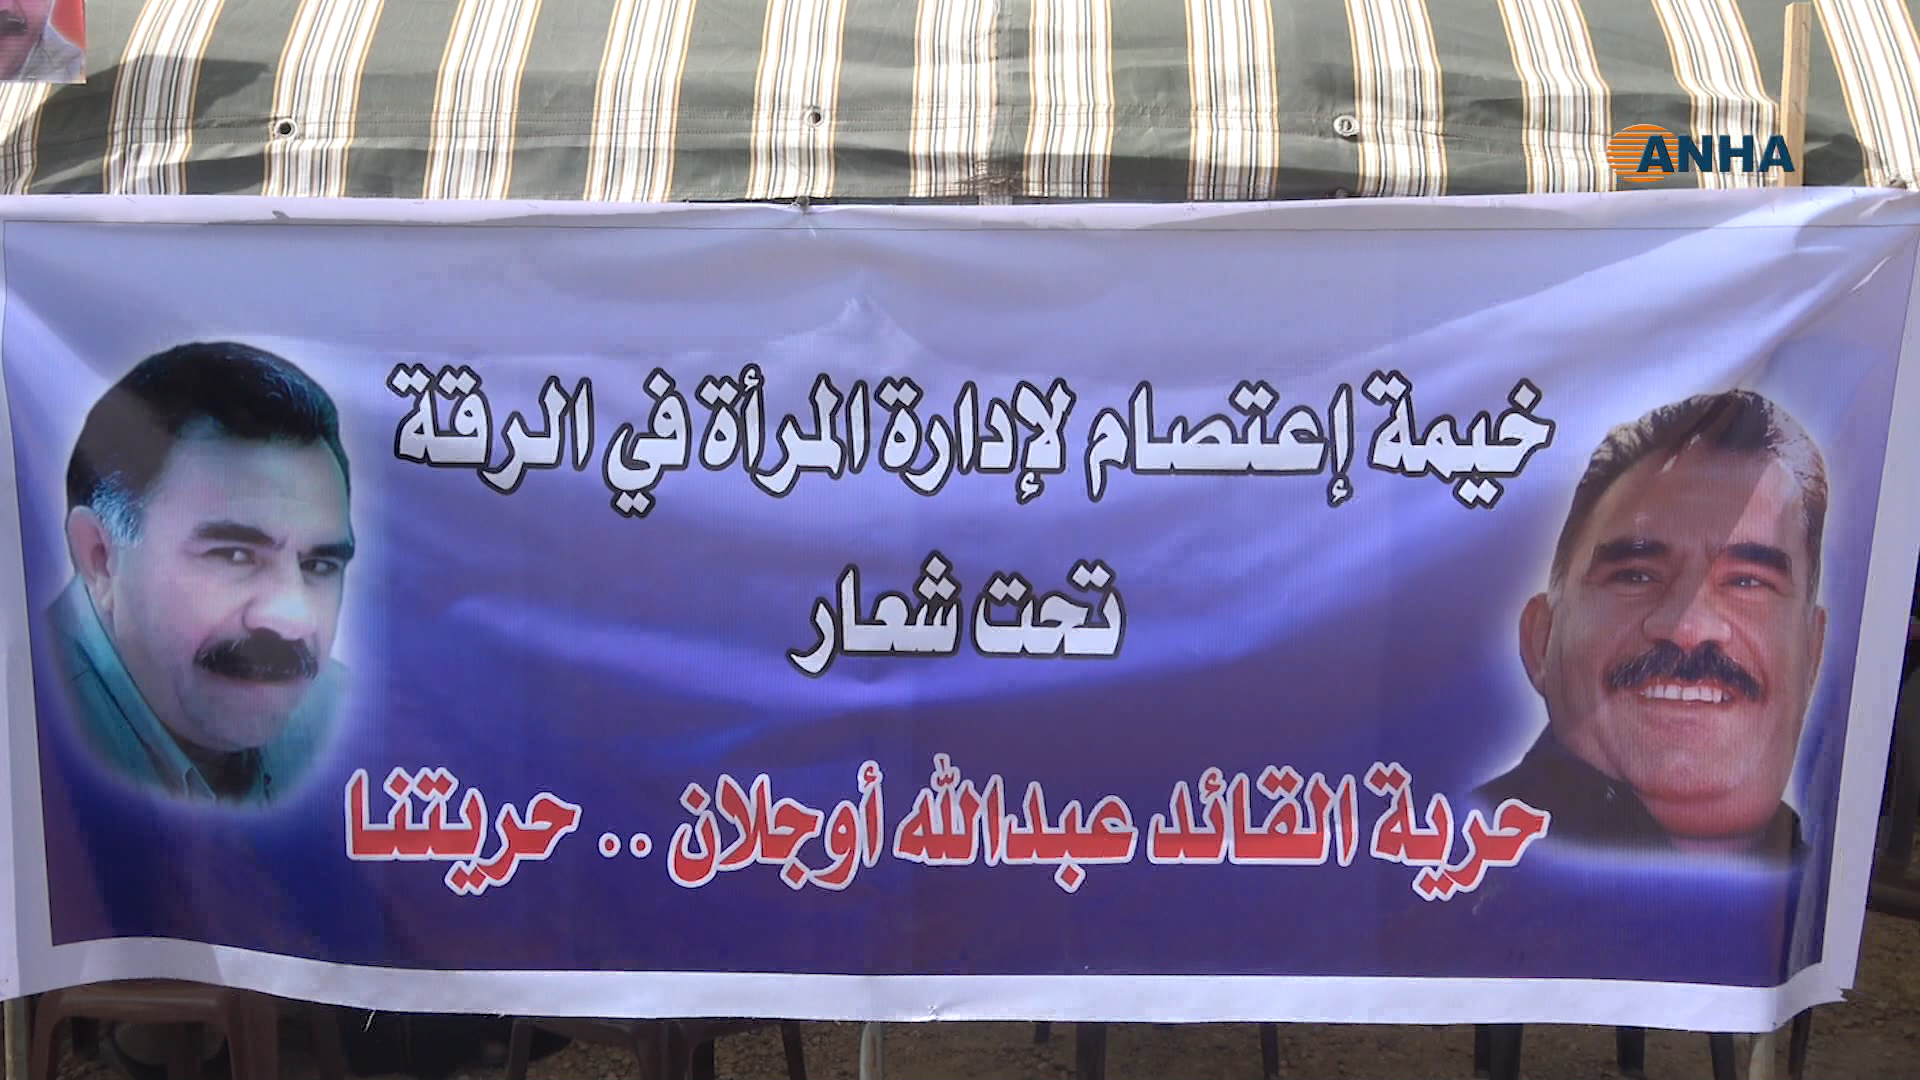 ANHA
خيمة إعتصام لإدارة المرأة في الرقة
تحت شعار
حرية القائد عبدالله أوجلان .. حريتنا